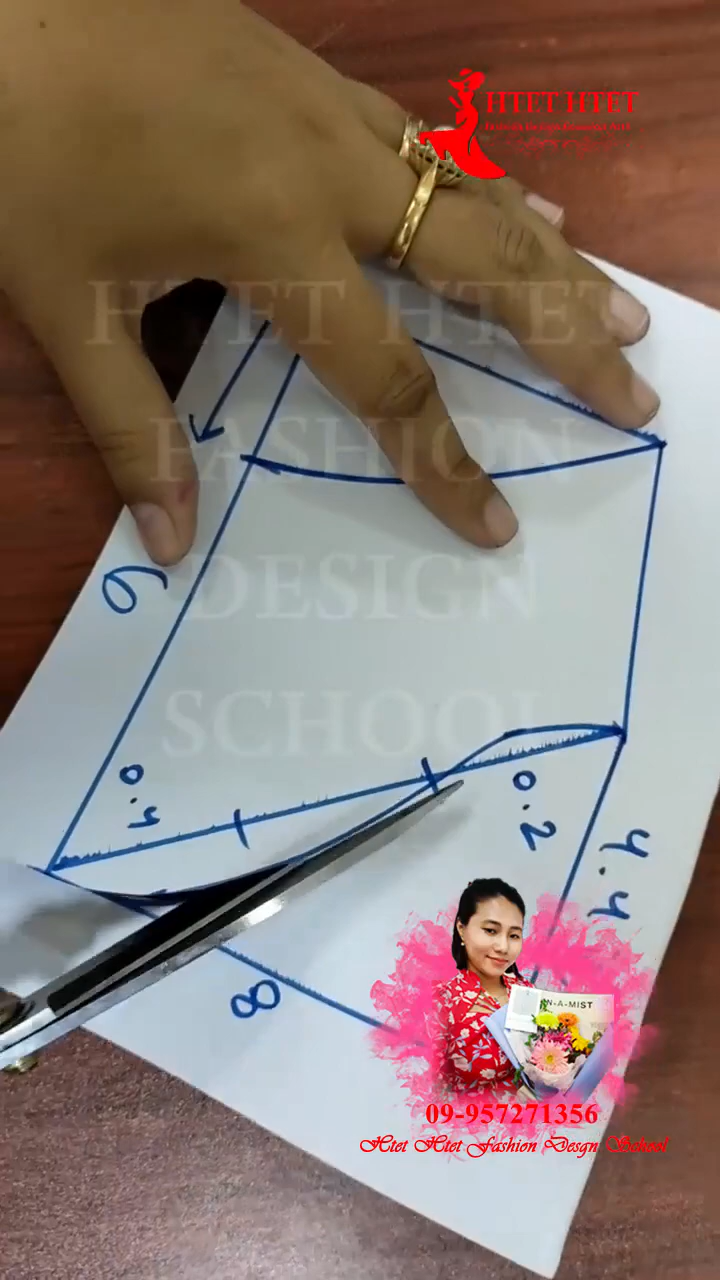 HTET HTET
HTET HTET
FASHION
DESIGN
SCHOOL
6
0.4
0.2
4.4
8
N-A-MIST
09-957271356
Htet Htet Fashion Desgn School